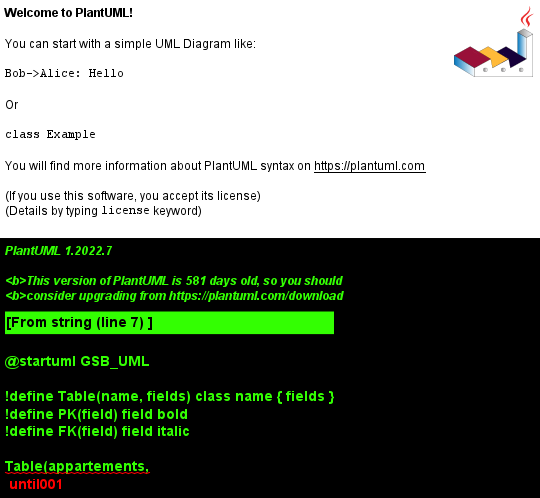 Welcome to PlantUML!
You can start with a simple UML Diagram like:
Bob->Alice: Hello
Or
class Example
You will find more information about PlantUML syntax on https://plantuml.com
(If you use this software, you accept its license)
(Details by typing license keyword)
PlantUML 1.2022.7
<b>This version of PlantUML is 581 days old, so you should
<b>consider upgrading from https://plantuml.com/download
[From string (line 7) ]
@startuml GSB_UML
!define Table(name, fields) class name { fields }
!define PK(field) field bold
!define FK(field) field italic
Table(appartements,
until001